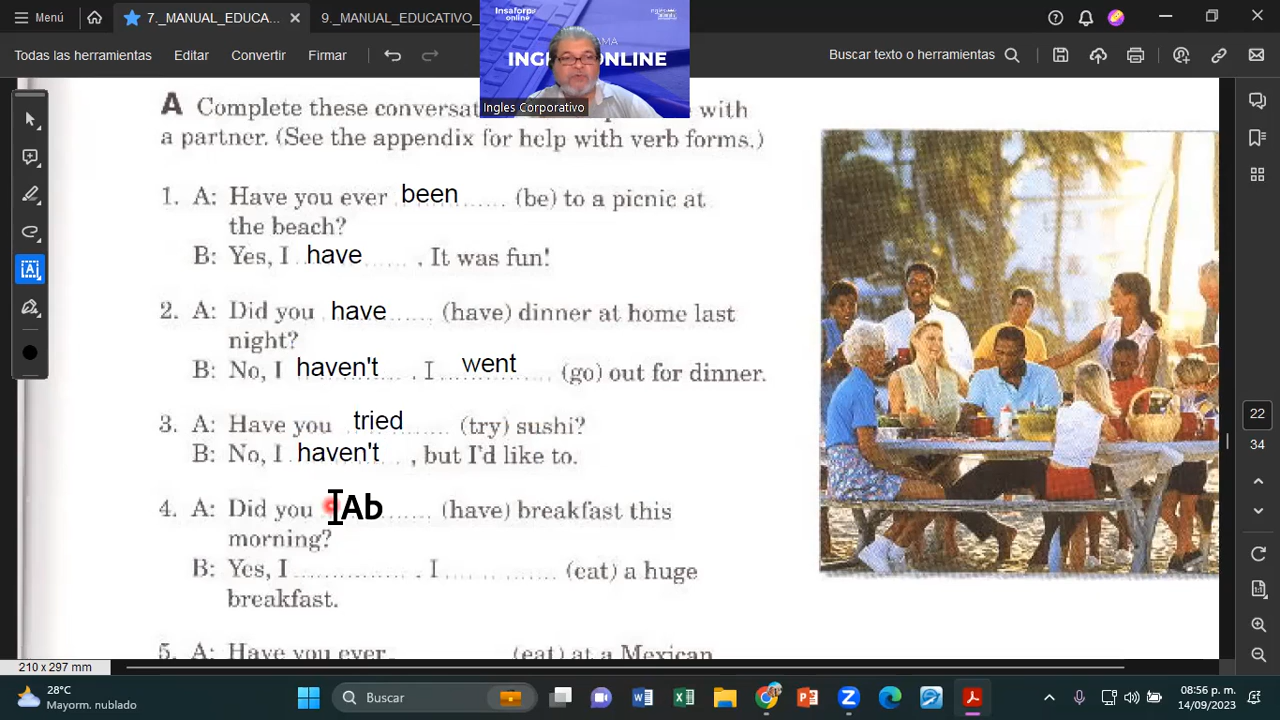 Menú
7._MANUAL_EDUCA...
9._MANUAL_EDUCATIVO_
Insaforp
online
INGLES ONLINE
Ingles Corporativo
Todas las herramientas
Editar
Convertir
Firmar
Buscar texto o herramientas
A Complete these conversat with
a partner. (See the appendix for help with verb forms.)
1. A: Have you ever been (be) to a picnic at
the beach?
B: Yes, I have . It was fun!
2. A: Did you have (have) dinner at home last
night?
B: No, I haven't . I went (go) out for dinner.
3. A: Have you tried (try) sushi?
B: No, I haven't , but I'd like to.
4. A: Did you Ab (have) breakfast this
morning?
B: Yes, I . I (eat) a huge
breakfast.
5. A: Have you ever (eat) at a Mexican
22
34
210 x 297 mm
28°C
Mayorm. nublado
Buscar
08:56 p. m.
14/09/2023